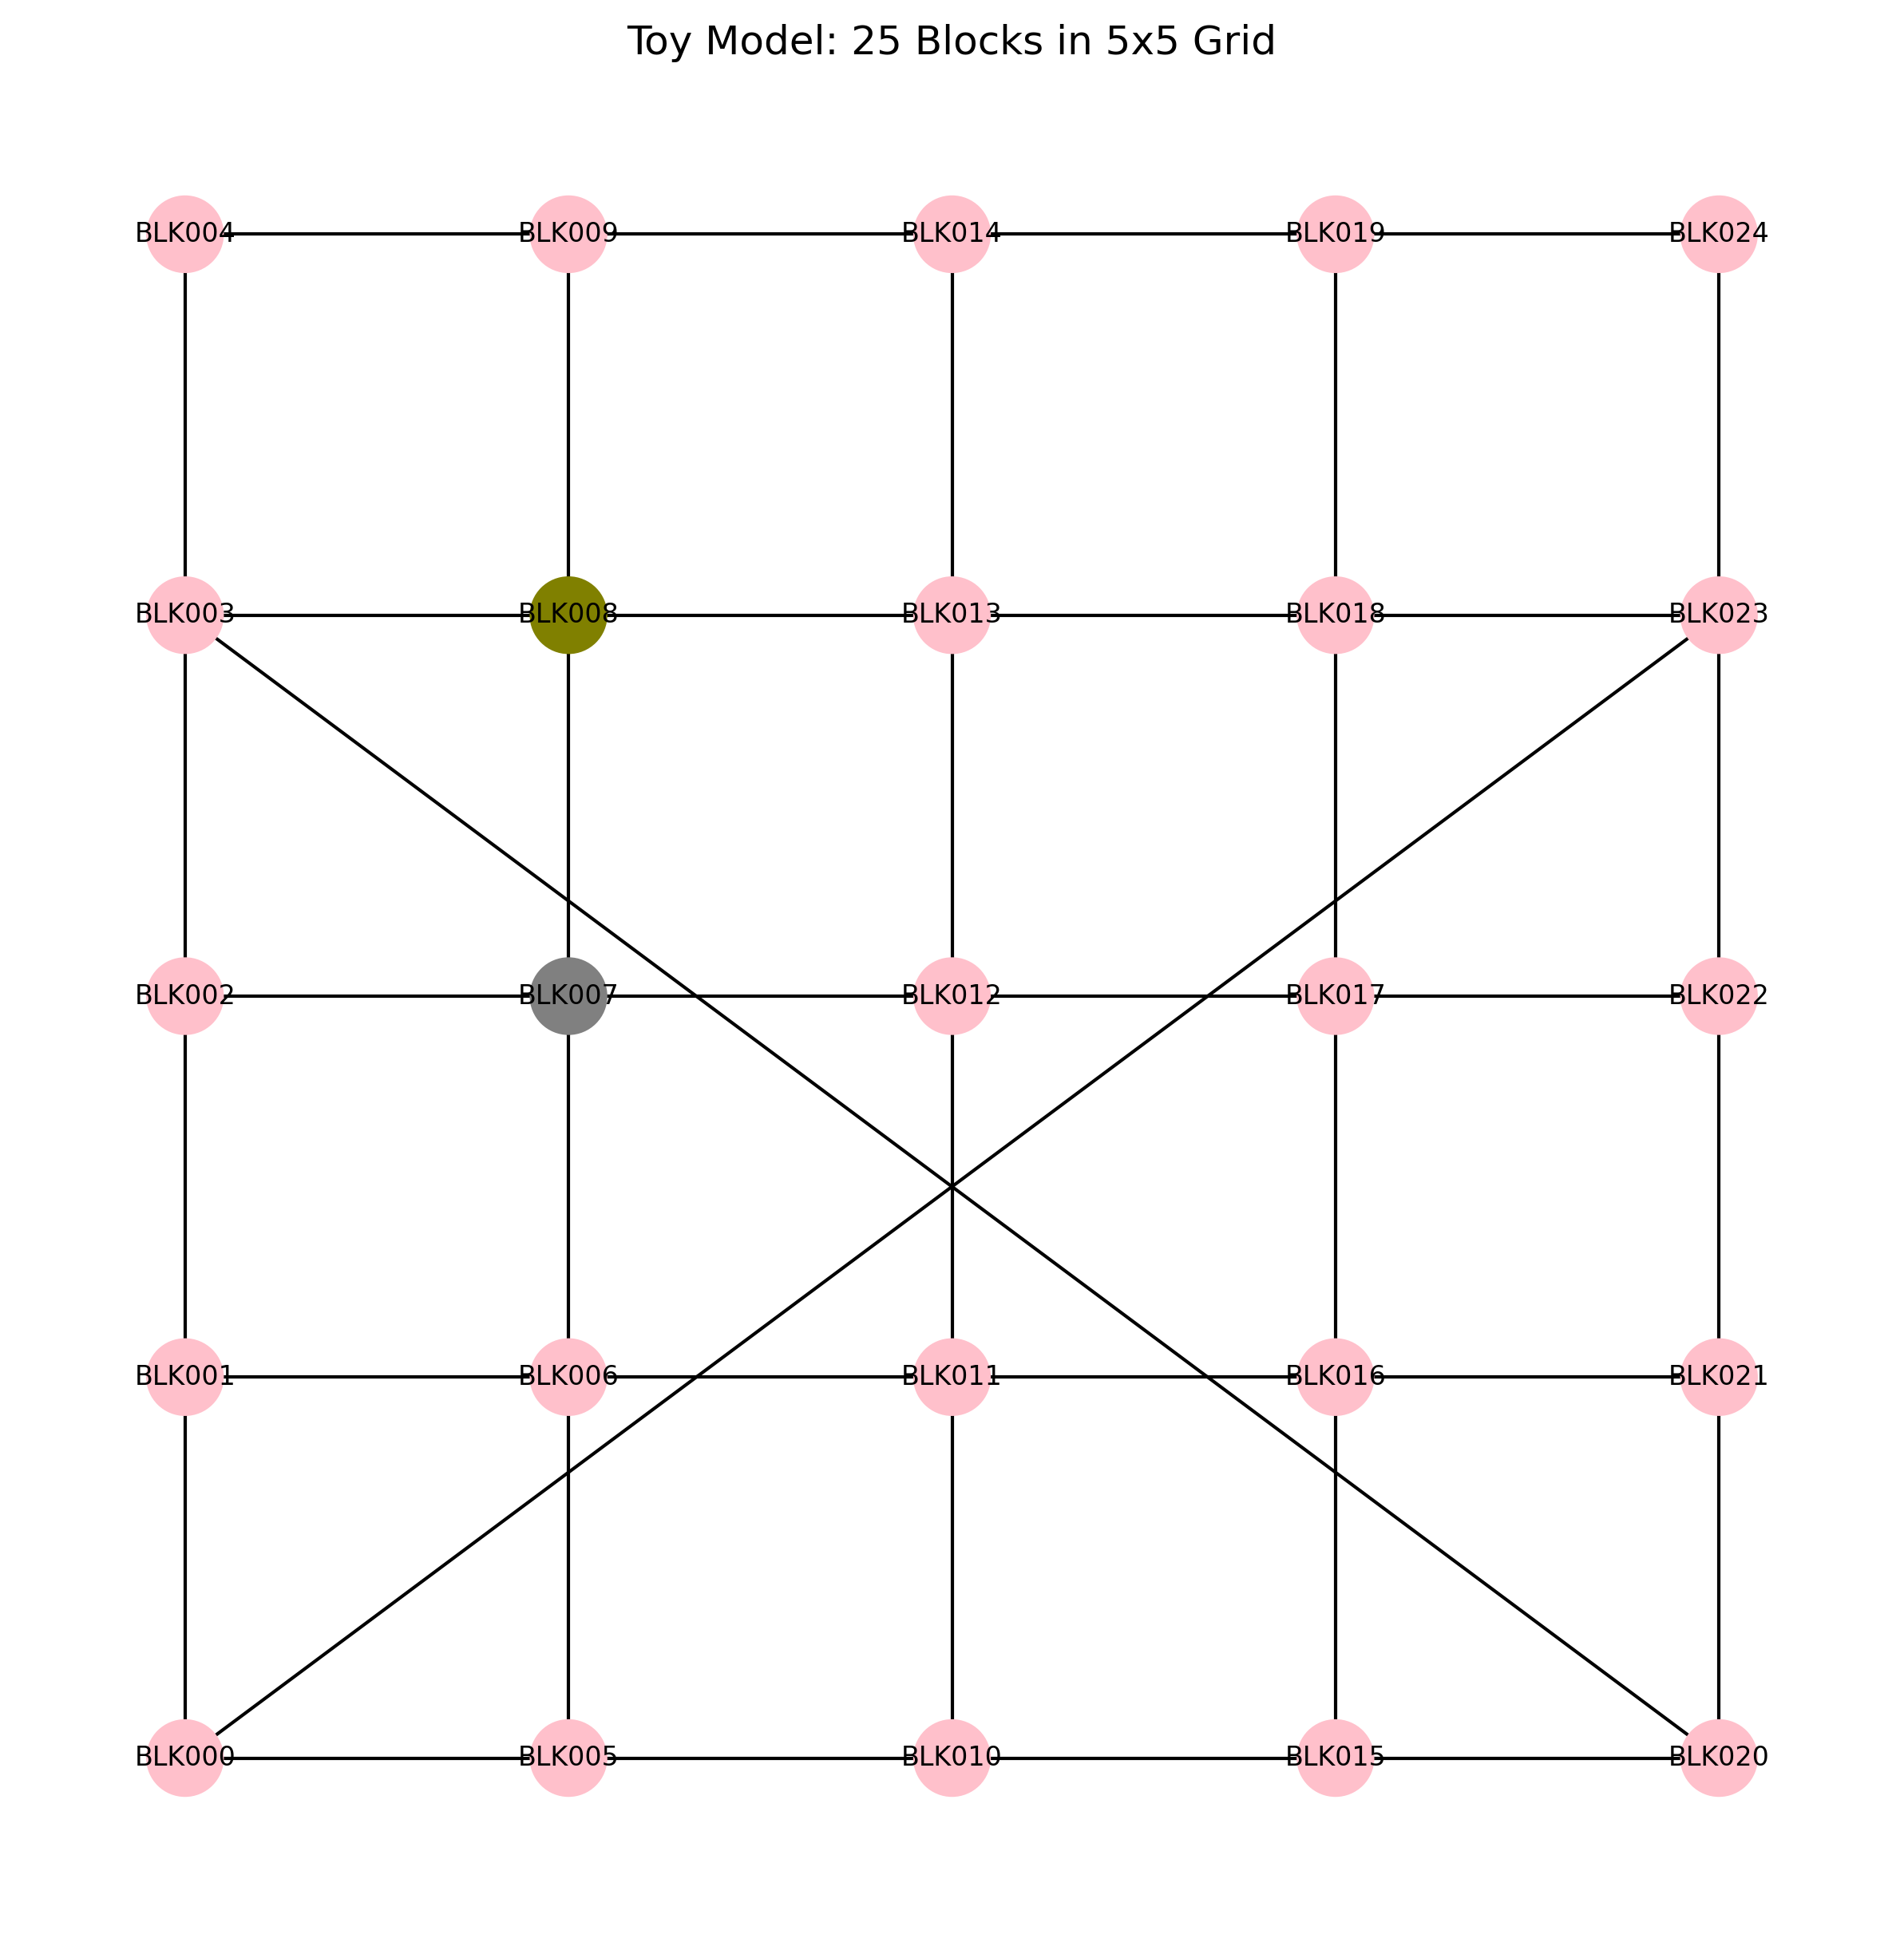 Toy Model: 25 Blocks in 5x5 Grid
BLK004 BLK009 BLK014 BLK019 BLK024
BLK003 BLK008 BLK013 BLK018 BLK023
BLK002 BLK007 BLK012 BLK017 BLK022
BLK001 BLK006 BLK011 BLK016 BLK021
BLK000 BLK005 BLK010 BLK015 BLK020